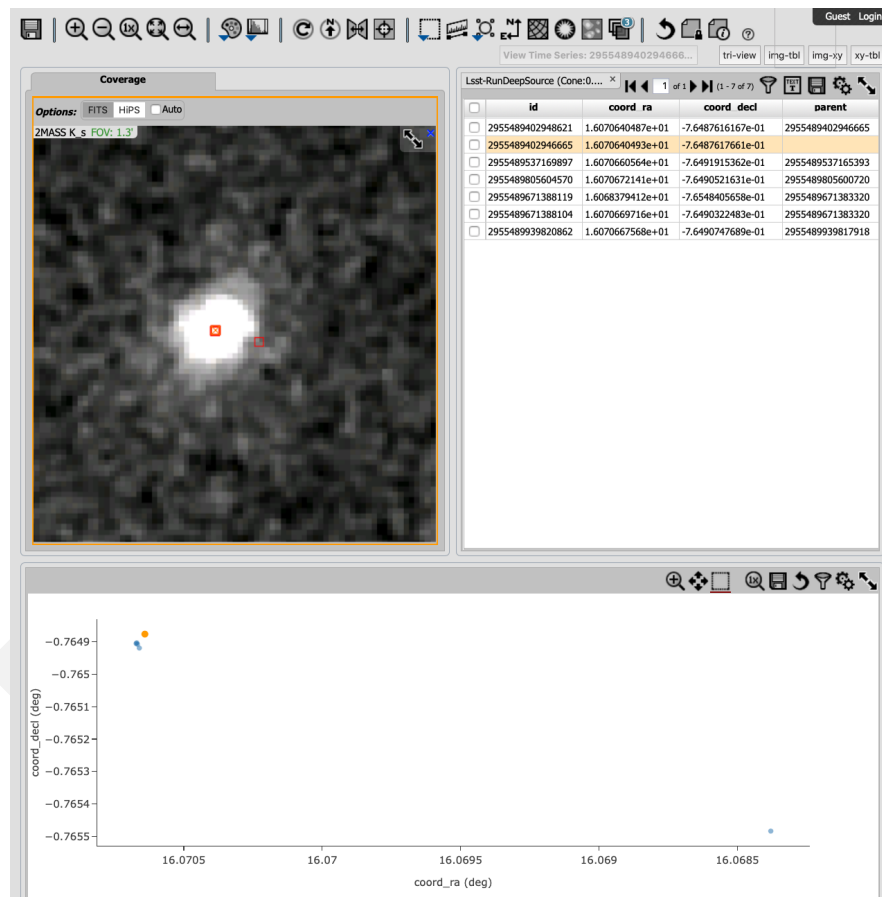 Guest Login
View Time Series: 295548940294666...
tri-view img-tbl img-xy xy-tbl
Coverage
Options: FITS HiPS Auto
2MASS K_s FOV: 1.3'
Lsst-RunDeepSource (Cone:0.... × 1 of 1 (1 - 7 of 7) TEXT
id coord_ra coord_decl parent
2955489402948621 1.6070640487e+01 -7.6487616167e-01 2955489402946665
2955489402946665 1.6070640493e+01 -7.6487617661e-01
2955489537169897 1.6070660564e+01 -7.6491915362e-01 2955489537165393
2955489805604570 1.6070672141e+01 -7.6490521631e-01 2955489805600720
2955489671388119 1.6068379412e+01 -7.6548405658e-01 2955489671383320
2955489671388104 1.6070669716e+01 -7.6490322483e-01 2955489671383320
2955489939820862 1.6070667568e+01 -7.6490747689e-01 2955489939817918
−0.7649
−0.765
−0.7651
−0.7652
−0.7653
−0.7654
−0.7655
coord_decl (deg)
16.0705 16.07 16.0695 16.069 16.0685
coord_ra (deg)